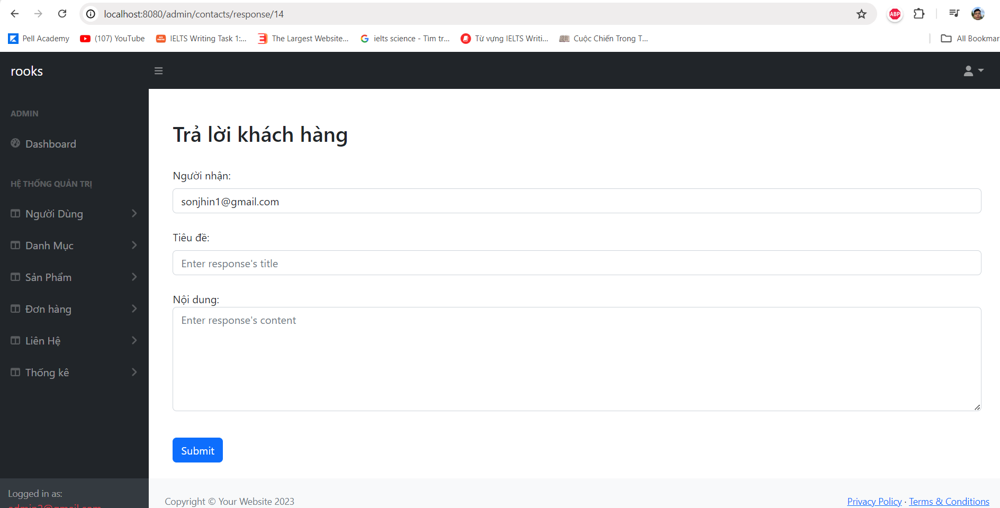 localhost:8080/admin/contacts/response/14
ABP
Pell Academy (107) YouTube IELTS Writing Task 1:... The Largest Website... ielts science - Tìm tr... Từ vựng IELTS Writi... Cuộc Chiến Trong T... All Bookmar
rooks
ADMIN
Dashboard
HỆ THỐNG QUẢN TRỊ
Người Dùng
Danh Mục
Sản Phẩm
Đơn hàng
Liên Hệ
Thống kê
Logged in as:
admin2@gmail.com
Trả lời khách hàng
Người nhận:
sonjhin1@gmail.com
Tiêu đề:
Enter response's title
Nội dung:
Enter response's content
Submit
Copyright © Your Website 2023
Privacy Policy · Terms & Conditions